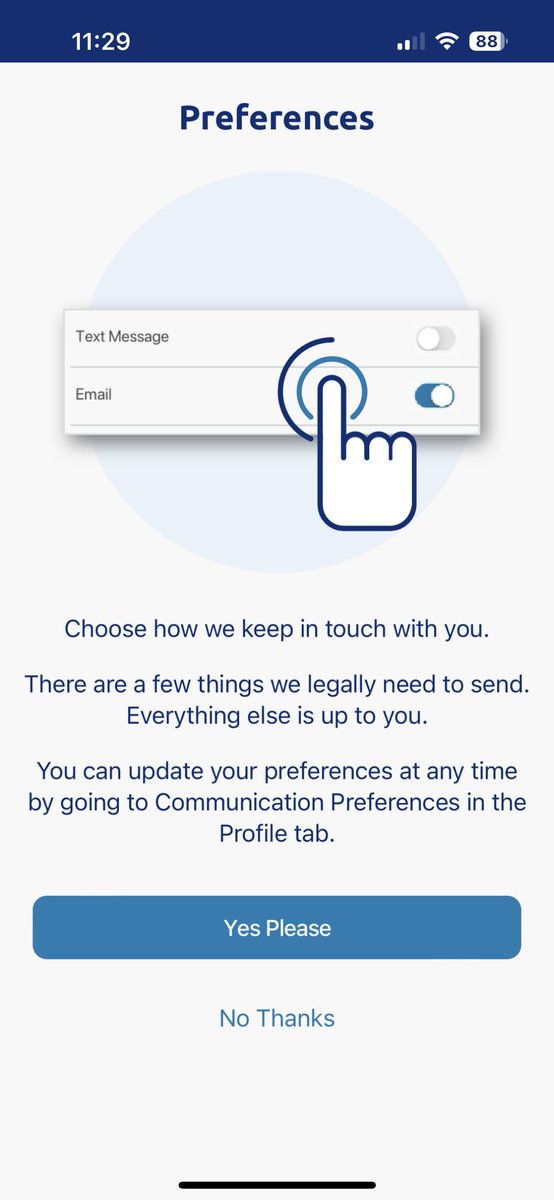 11:29
88
Preferences
Text Message
Email
Choose how we keep in touch with you.
There are a few things we legally need to send.
Everything else is up to you.
You can update your preferences at any time
by going to Communication Preferences in the
Profile tab.
Yes Please
No Thanks